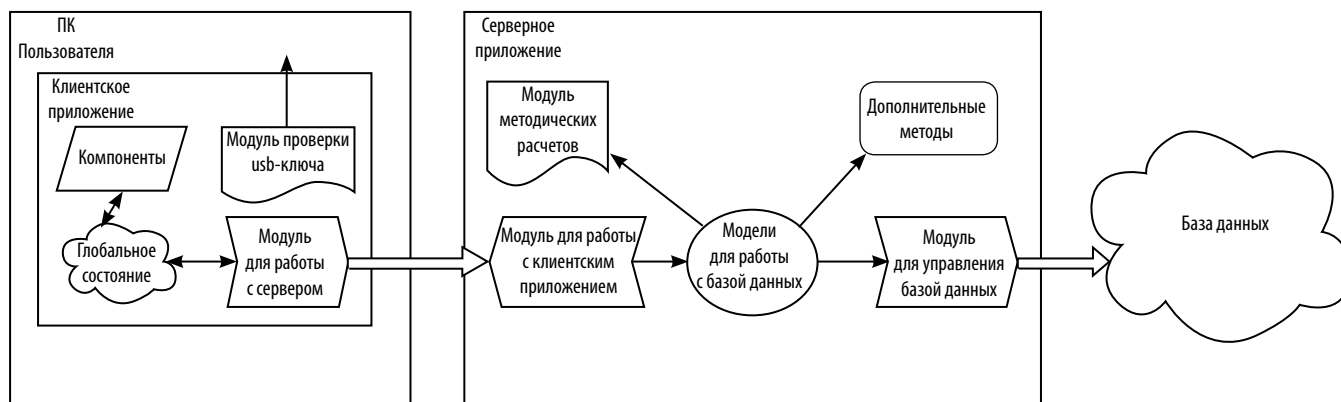 ПК
Пользователя
Клиентское
приложение
Компоненты
Модуль проверки
usb-ключа
Глобальное
состояние
Модуль
для работы
с сервером
Серверное
приложение
Модуль
методических
расчетов
Дополнительные
методы
Модуль для работы
с клиентским
приложением
Модели
для работы
с базой данных
Модуль
для управления
базой данных
База данных